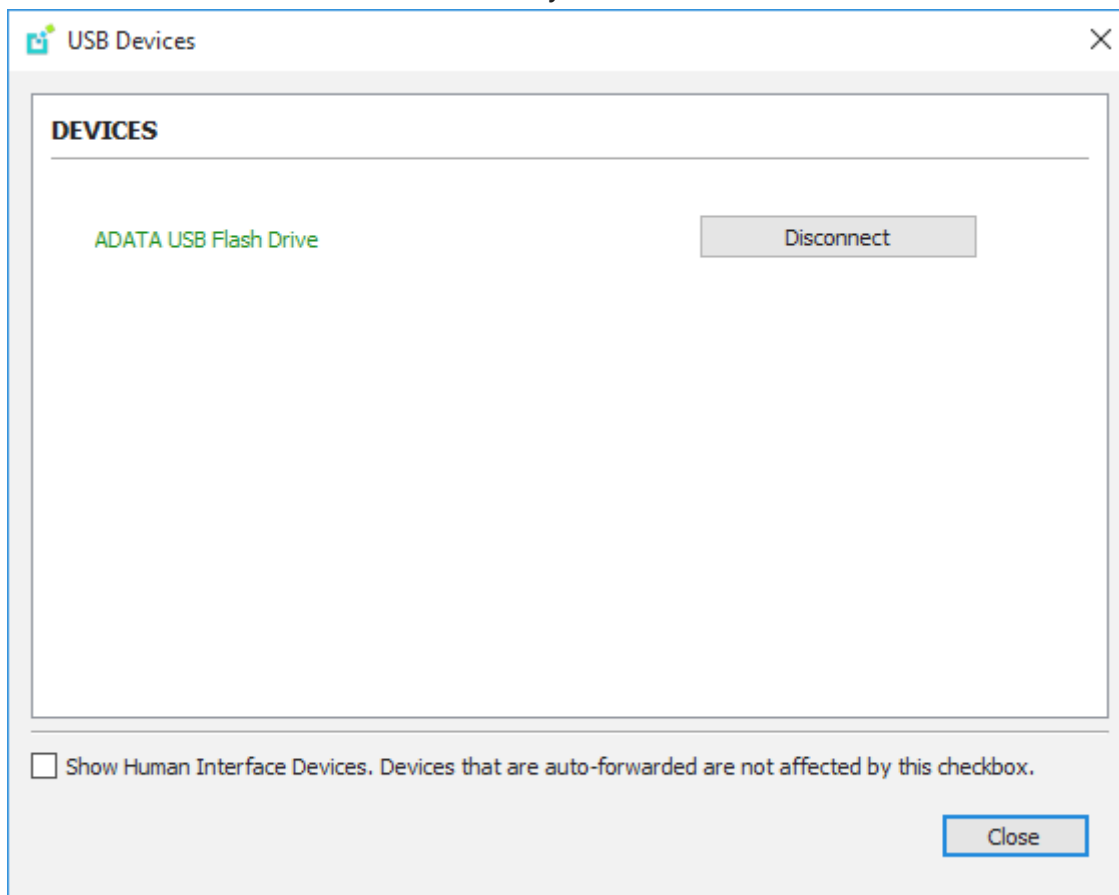 USB Devices
DEVICES
ADATA USB Flash Drive
Disconnect
Show Human Interface Devices. Devices that are auto-forwarded are not affected by this checkbox.
Close